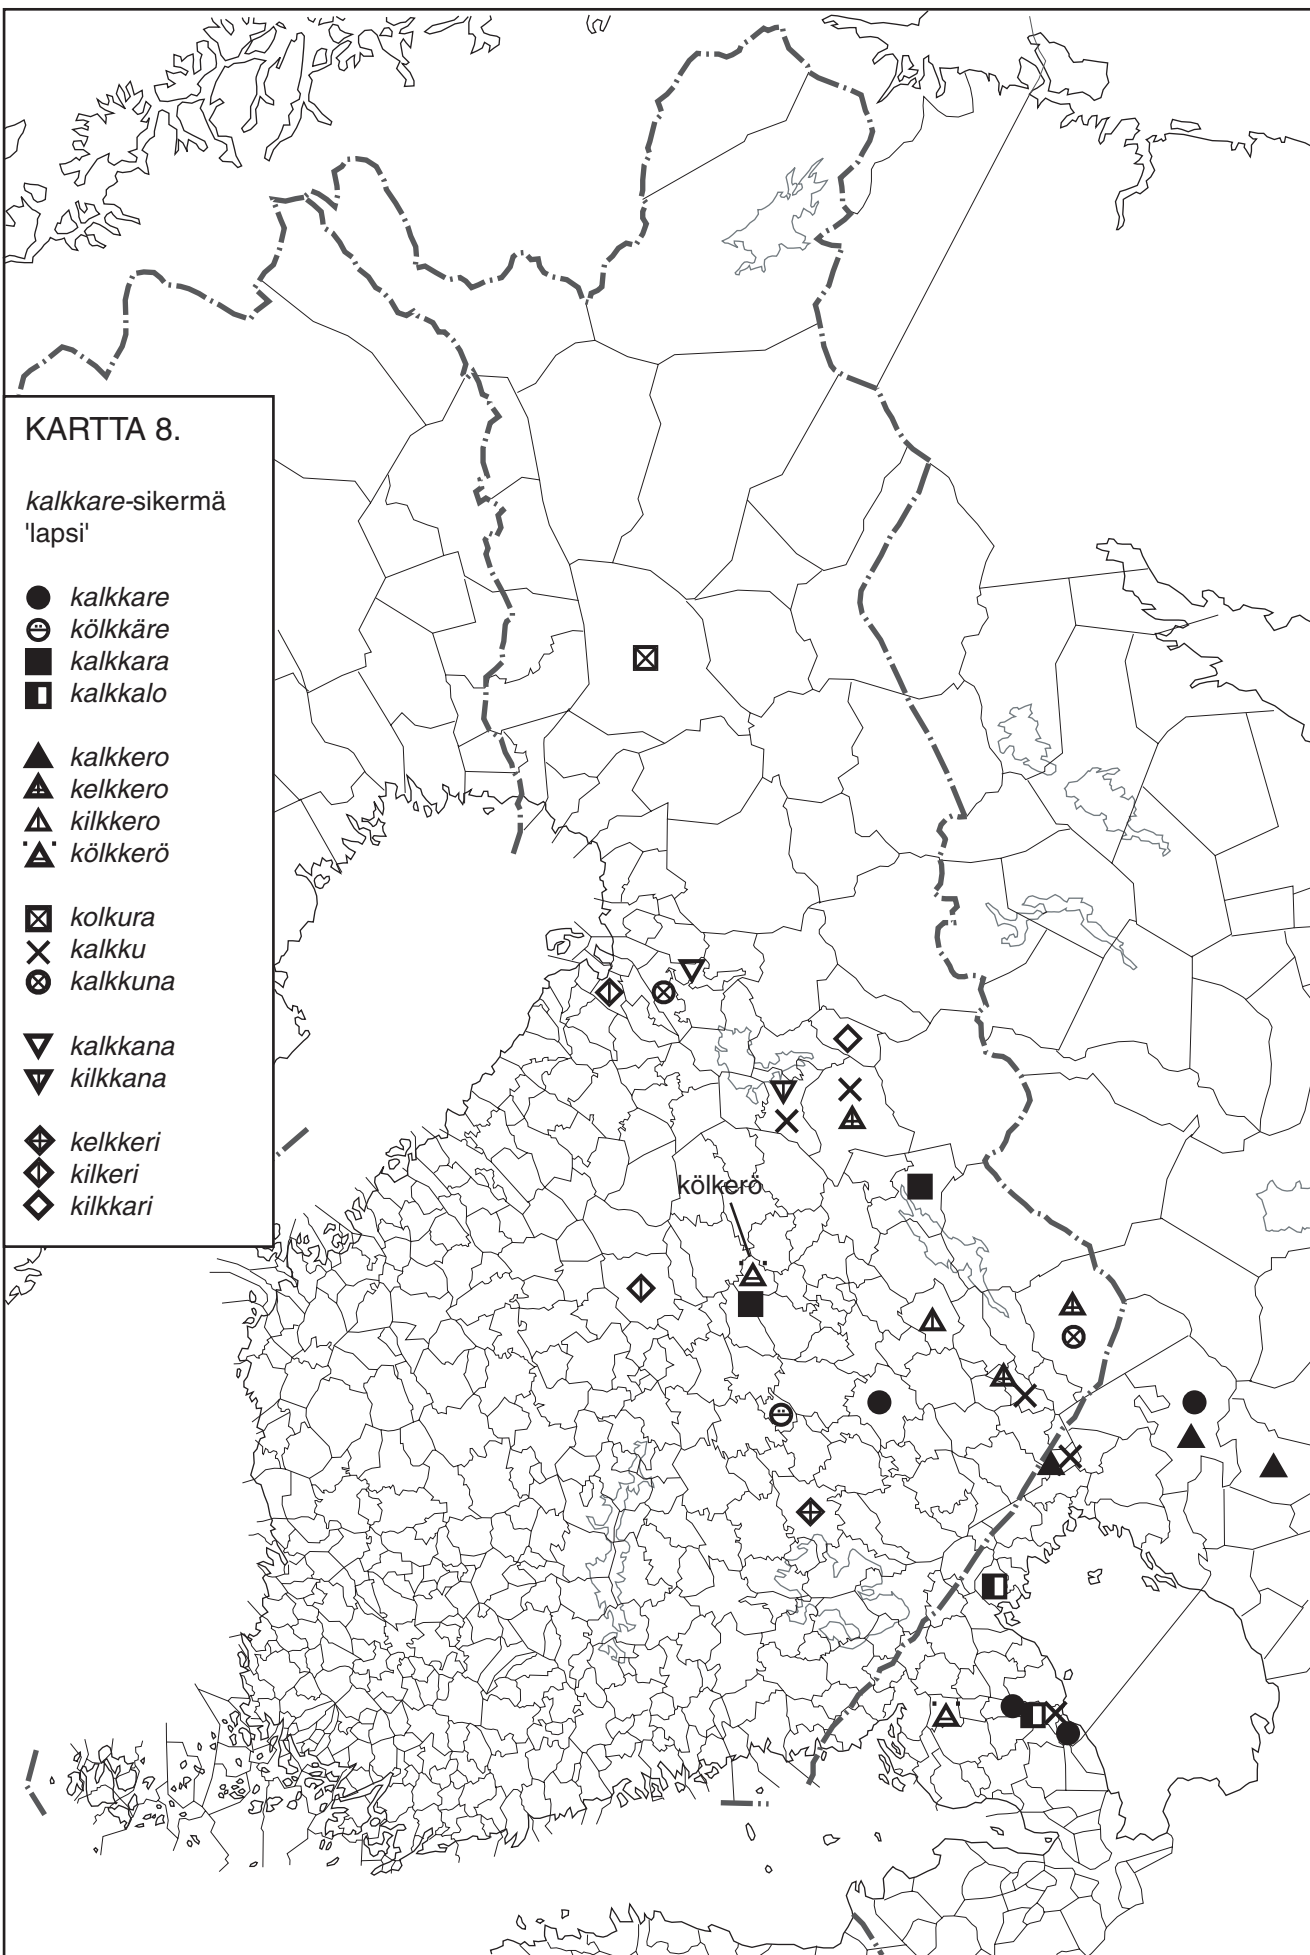 KARTTA 8.
kalkkare-sikermä
'lapsi'
kalkkare
kölkkäre
kalkkara
kalkkalo
kalkkero
kelkkero
kilkkero
kölkkerö
kolkura
kalkku
kalkkuna
kalkkana
kilkkana
kelkkeri
kilkeri
kilkkari
kölkerö